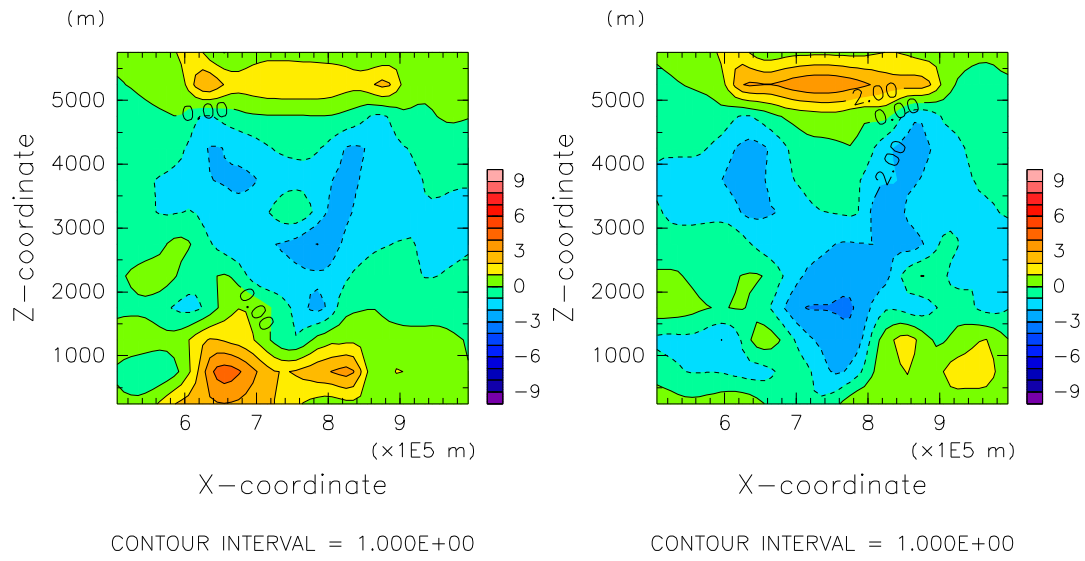 (m)
Z-coordinate
5000
4000
3000
2000
1000
0.00
0.00
6 7 8 9
(×1E5 m)
X-coordinate
9
6
3
0
-3
-6
-9
CONTOUR INTERVAL = 1.000E+00
(m)
Z-coordinate
5000
4000
3000
2000
1000
2.00
0.00
-2.00
6 7 8 9
(×1E5 m)
X-coordinate
9
6
3
0
-3
-6
-9
CONTOUR INTERVAL = 1.000E+00